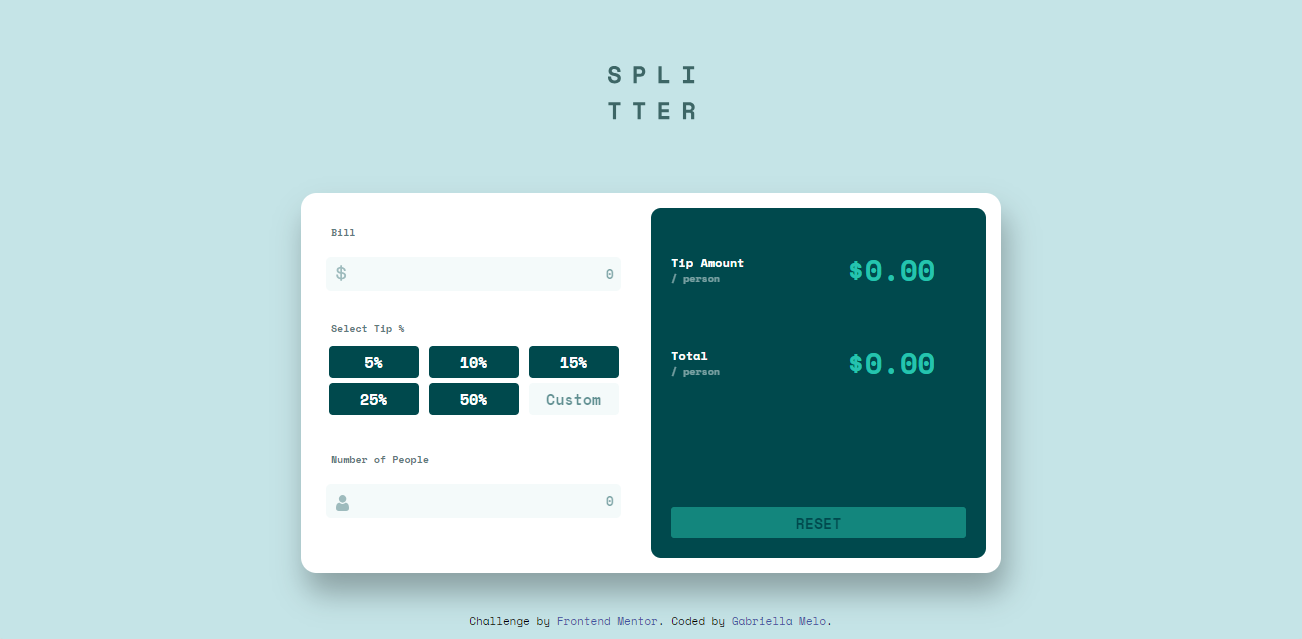 SPLI
TTER
Bill
$ 0
Select Tip %
5% 10% 15%
25% 50% Custom
Number of People
0
Tip Amount
/ person
$0.00
Total
/ person
$0.00
RESET
Challenge by Frontend Mentor. Coded by Gabriella Melo.